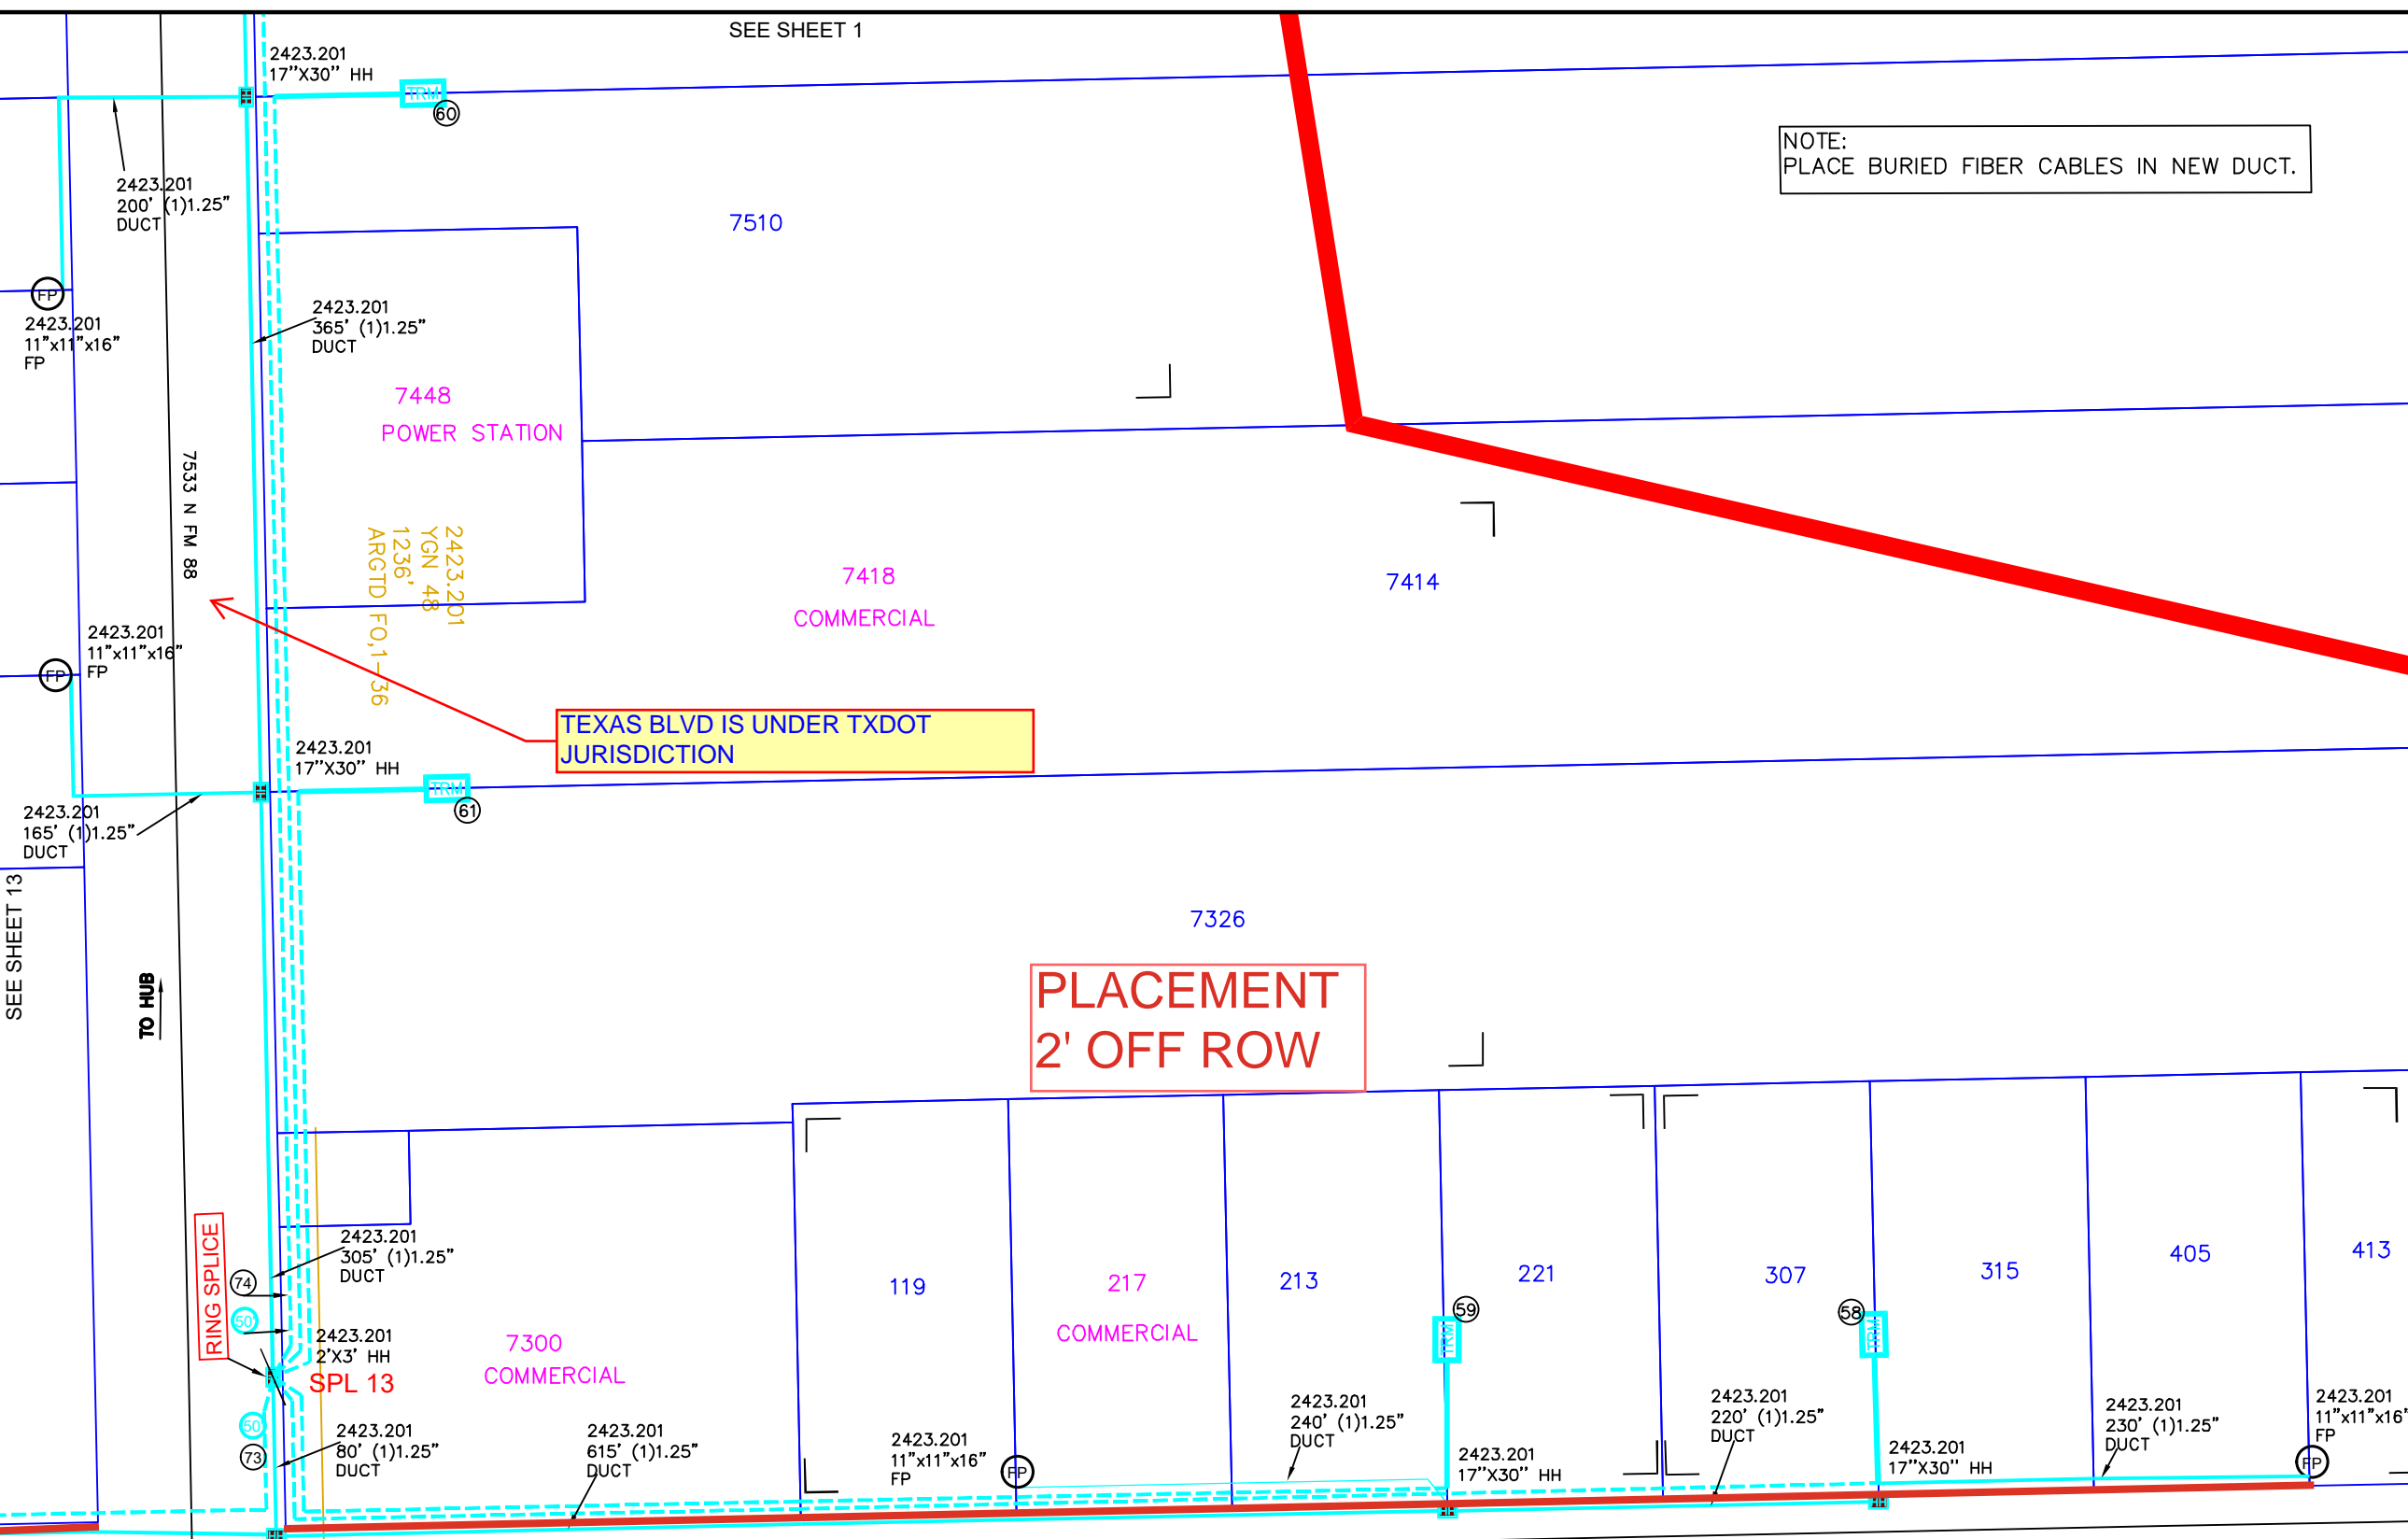 SEE SHEET 1
2423.201
17"X30" HH
TRM
60
NOTE:
PLACE BURIED FIBER CABLES IN NEW DUCT.
2423.201
200' (1)1.25"
DUCT
7510
FP
2423.201
11"x11"x16"
FP
2423.201
365' (1)1.25"
DUCT
7448
POWER STATION
7533 N FM 88
2423.201
YGN 48
1236'
ARGTD FO,1-36
7418
COMMERCIAL
7414
2423.201
11"x11"x16"
FP
FP
TEXAS BLVD IS UNDER TXDOT
JURISDICTION
2423.201
17"X30" HH
TRM
61
2423.201
165' (1)1.25"
DUCT
SEE SHEET 13
TO HUB
7326
PLACEMENT
2' OFF ROW
RING SPLICE
74
50'
2423.201
305' (1)1.25"
DUCT
2423.201
2'X3' HH
SPL 13
50'
73
2423.201
80' (1)1.25"
DUCT
7300
COMMERCIAL
2423.201
615' (1)1.25"
DUCT
119
2423.201
11"x11"x16"
FP
FP
217
COMMERCIAL
213
2423.201
240' (1)1.25"
DUCT
59
TRM
221
2423.201
17"X30" HH
307
58
TRM
2423.201
220' (1)1.25"
DUCT
315
2423.201
17"X30" HH
405
2423.201
230' (1)1.25"
DUCT
413
2423.201
11"x11"x16"
FP
FP